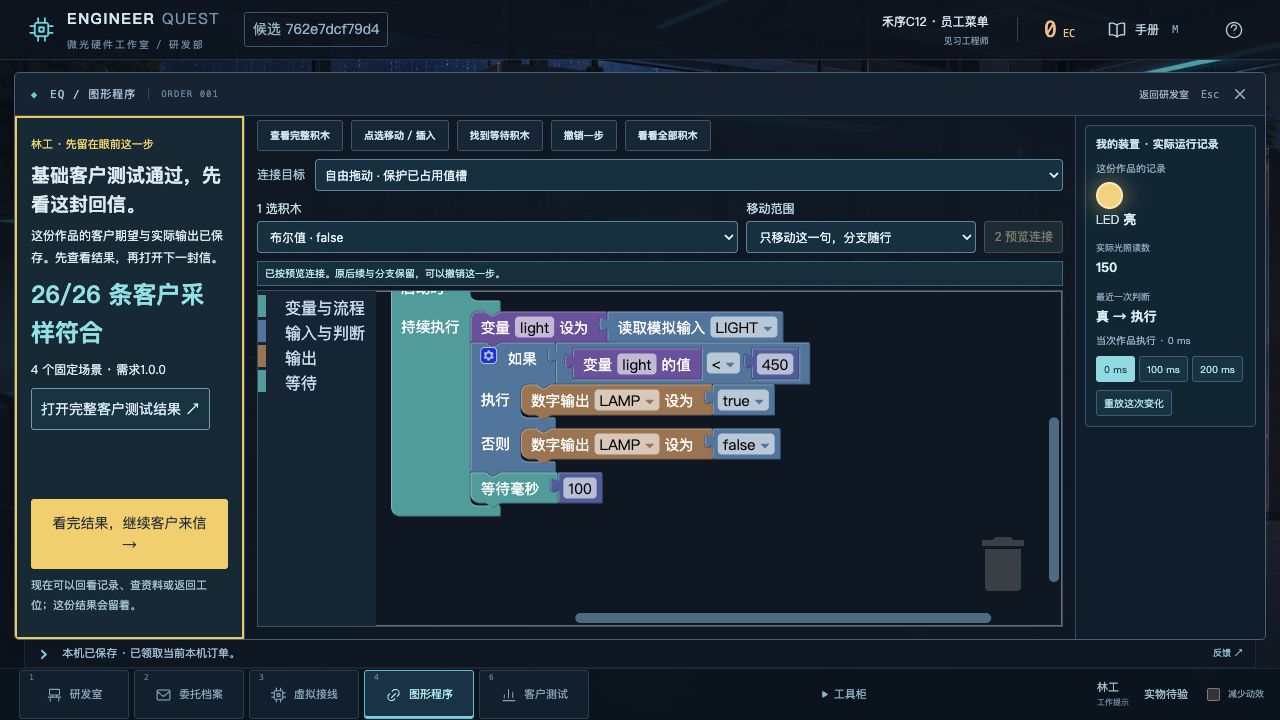 ENGINEER QUEST
微光硬件工作室 / 研发部
候选 762e7dcf79d4
禾序C12 · 员工菜单
见习工程师
0 EC
手册 M
EQ / 图形程序 ORDER 001
返回研发室 Esc
林工 · 先留在眼前这一步
基础客户测试通过，先
看这封回信。
这份作品的客户期望与实际输出已保
存。先查看结果，再打开下一封信。
26/26 条客户采
样符合
4 个固定场景 · 需求1.0.0
打开完整客户测试结果 ↗
看完结果，继续客户来信
→
现在可以回看记录、查资料或返回工
位；这份结果会留着。
查看完整积木
点选移动 / 插入
找到等待积木
撤销一步
看看全部积木
连接目标
自由拖动 · 保护已占用值槽
1 选积木
移动范围
布尔值 · false
只移动这一句，分支随行
2 预览连接
已按预览连接。原后续与分支保留，可以撤销这一步。
变量与流程
输入与判断
输出
等待
启动时
持续执行
变量 light 设为 读取模拟输入 LIGHT
如果 变量 light 的值 < 450
执行 数字输出 LAMP 设为 true
否则 数字输出 LAMP 设为 false
等待毫秒 100
我的装置 · 实际运行记录
这份作品的记录
LED 亮
实际光照读数
150
最近一次判断
真 → 执行
当次作品执行 · 0 ms
0 ms
100 ms
200 ms
重放这次变化
本机已保存 · 已领取当前本机订单。
反馈 ↗
1 研发室
2 委托档案
3 虚拟接线
4 图形程序
6 客户测试
工具柜
林工
工作提示
实物待验
减少动效